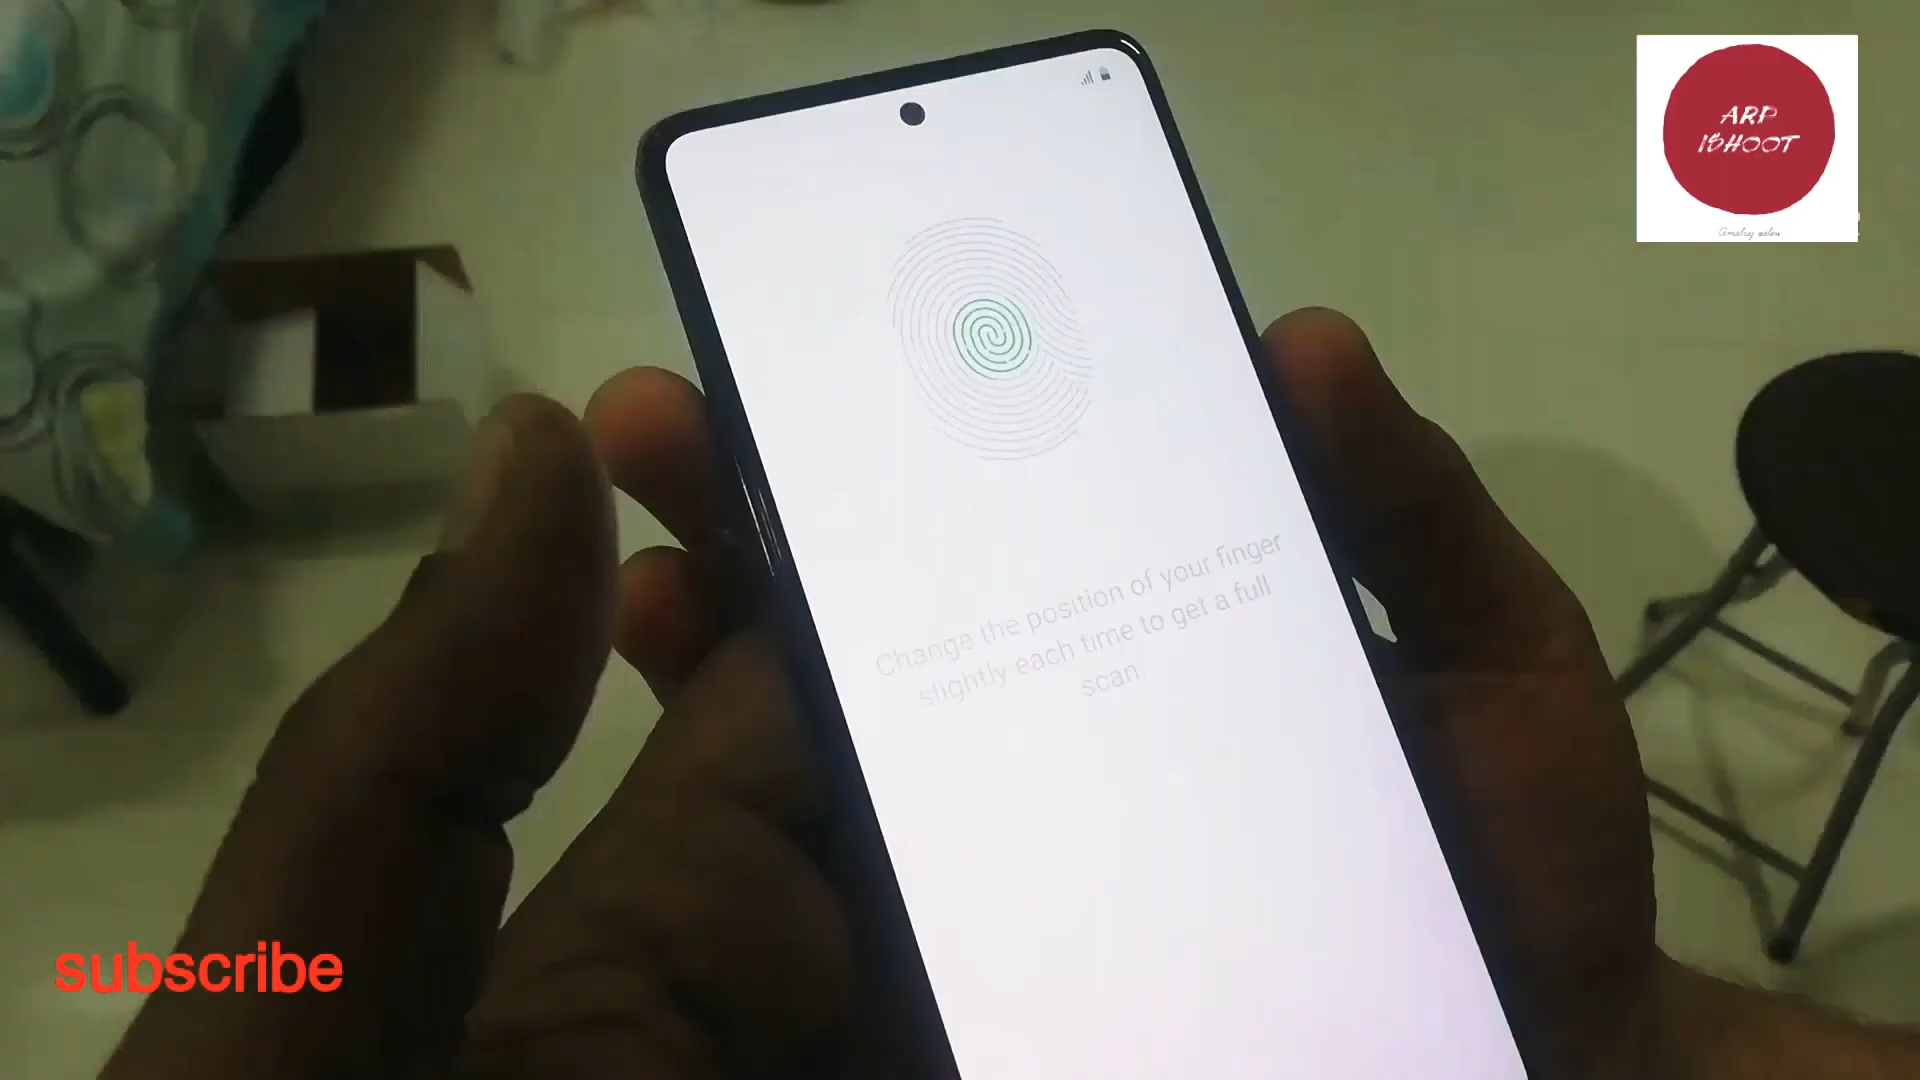 ARP
ISHOOT
Change the position of your finger
slightly each time to get a full
scan.
subscribe